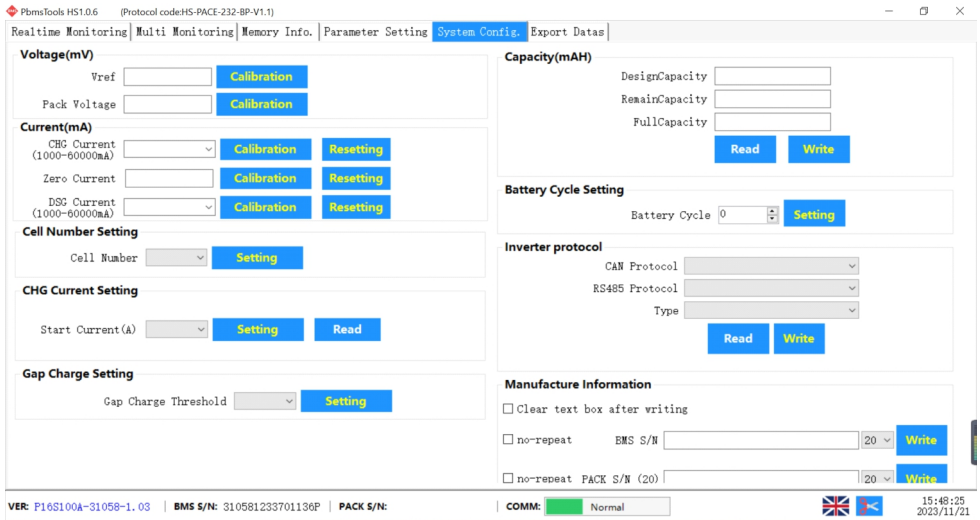 PbmsTools HS1.0.6 (Protocol code:HS-PACE-232-BP-V1.1)
Realtime Monitoring Multi Monitoring Memory Info. Parameter Setting System Config. Export Datas
Voltage(mV)
Vref Calibration
Pack Voltage Calibration
Current(mA)
CHG Current
(1000-60000mA) Calibration Resetting
Zero Current Calibration Resetting
DSG Current
(1000-60000mA) Calibration Resetting
Cell Number Setting
Cell Number Setting
CHG Current Setting
Start Current(A) Setting Read
Gap Charge Setting
Gap Charge Threshold Setting
Capacity(mAH)
DesignCapacity
RemainCapacity
FullCapacity
Read Write
Battery Cycle Setting
Battery Cycle 0 Setting
Inverter protocol
CAN Protocol
RS485 Protocol
Type
Read Write
Manufacture Information
Clear text box after writing
no-repeat BMS S/N 20 Write
no-repeat PACK S/N (20) 20 Write
VER: P16S100A-31058-1.03 BMS S/N: 310581233701136P PACK S/N: COMM: Normal
15:48:25
2023/11/21